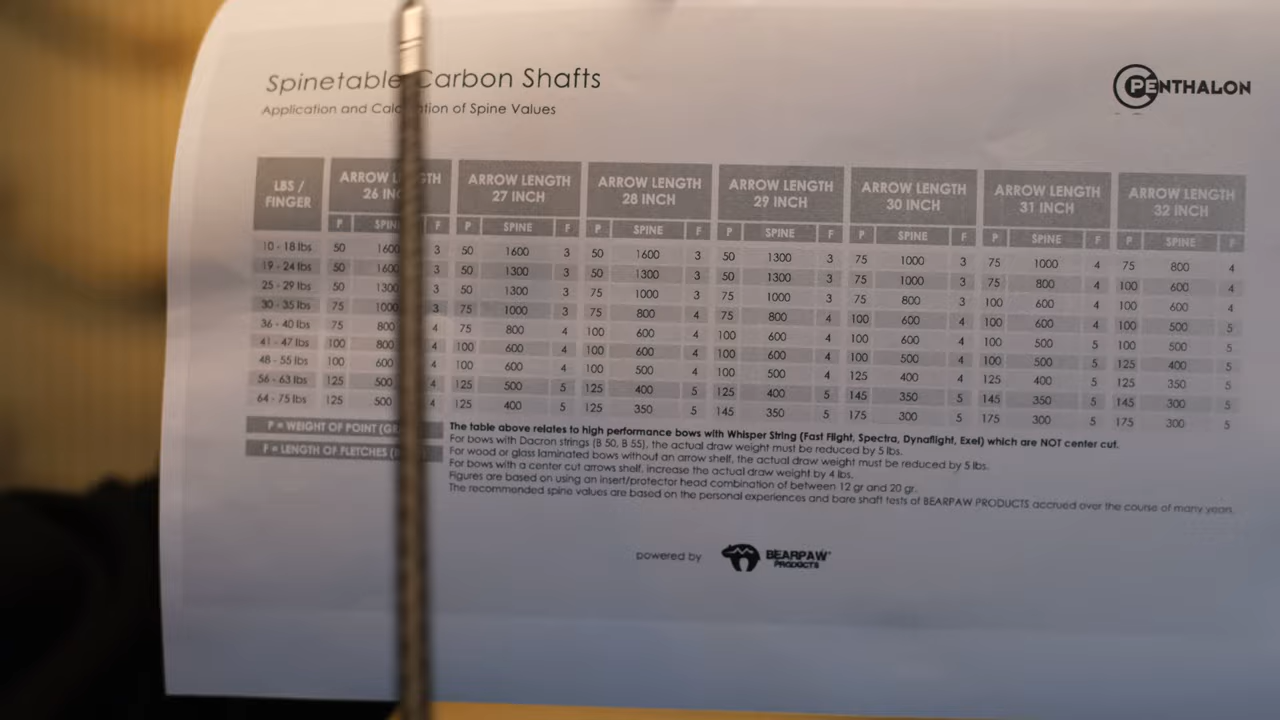 Spinetable Carbon Shafts
PENTHALON
Application and of Spine Values
LBS / FINGER ARROW 26 ARROW LENGTH 27 INCH ARROW LENGTH 28 INCH ARROW LENGTH 29 INCH ARROW LENGTH 30 INCH ARROW LENGTH 31 INCH ARROW LENGTH 32 INCH
P SPINE F P SPINE F P SPINE F P SPINE F P SPINE F P SPINE F P SPINE F
10 - 18 lbs 50 1600 3 50 1600 3 50 1600 3 50 1300 3 75 1000 3 75 1000 4 75 800 4
19 - 24 lbs 50 1600 3 50 1300 3 50 1300 3 50 1300 3 75 1000 3 75 800 4 100 600 4
25 - 29 lbs 50 1300 3 50 1300 3 75 1000 3 75 1000 3 75 800 3 100 600 4 100 600 4
30 - 35 lbs 75 1000 3 75 1000 3 75 800 4 75 800 4 100 600 4 100 600 4 100 500 5
36 - 40 lbs 75 800 4 75 800 4 100 600 4 100 600 4 100 600 4 100 500 5 100 500 5
41 - 47 lbs 100 800 4 100 600 4 100 600 4 100 600 4 100 500 4 100 500 5 125 400 5
48 - 55 lbs 100 600 4 100 600 4 100 500 4 100 500 4 125 400 4 125 400 5 125 350 5
56 - 63 lbs 125 500 4 125 500 5 125 400 5 125 400 5 145 350 5 145 350 5 145 300 5
64 - 75 lbs 125 500 4 125 400 5 125 350 5 145 350 5 175 300 5 175 300 5 175 300 5
P = WEIGHT OF POINT
F = LENGTH OF FLETCHES
The table above relates to high performance bows with Whisper String (Fast Flight, Spectra, Dynaflight, Exel) which are NOT center cut.
For bows with Dacron strings (B 50, B 55), the actual draw weight must be reduced by 5 lbs.
For wood or glass laminated bows without an arrow shelf, the actual draw weight must be reduced by 5 lbs.
For bows with a center cut arrows shelf, increase the actual draw weight by 4 lbs.
Figures are based on using an insert/protector head combination of between 12 gr and 20 gr.
The recommended spine values are based on the personal experiences and bare shaft tests of BEARPAW PRODUCTS accrued over the course of many years.
powered by BEARPAW PRODUCTS